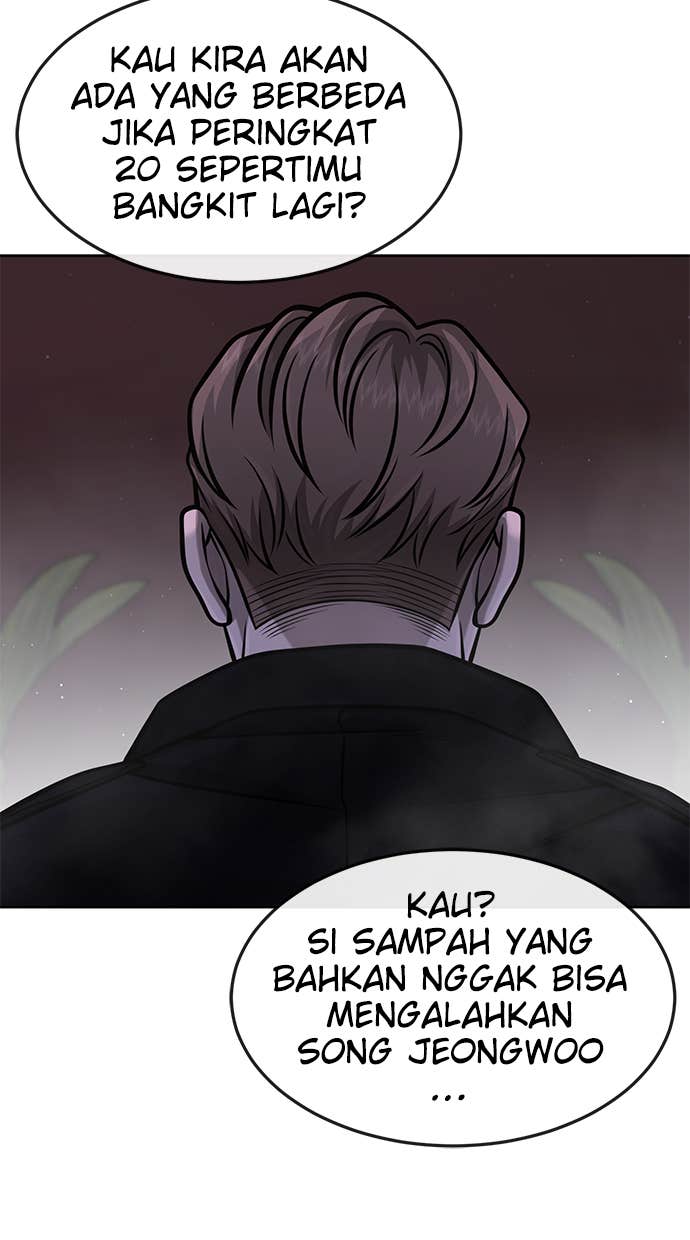 KAU KIRA AKAN
ADA YANG BERBEDA
JIKA PERINGKAT
20 SEPERTIMU
BANGKIT LAGI?
KAU?
SI SAMPAH YANG
BAHKAN NGGAK BISA
MENGALAHKAN
SONG JEONGWOO
...